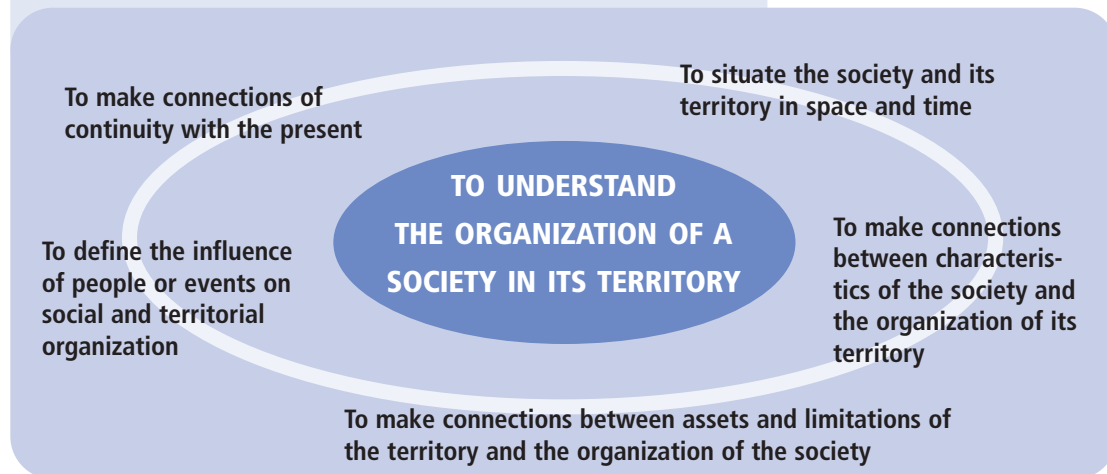 To make connections of
continuity with the present
To situate the society and its
territory in space and time
TO UNDERSTAND
THE ORGANIZATION OF A
SOCIETY IN ITS TERRITORY
To define the influence
of people or events on
social and territorial
organization
To make connections
between characteris-
tics of the society and
the organization of its
territory
To make connections between assets and limitations of
the territory and the organization of the society